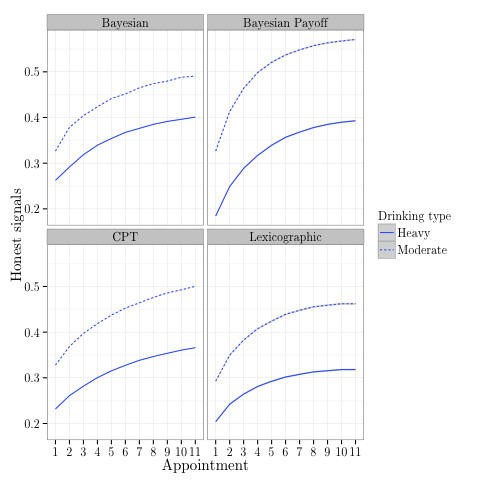 Bayesian
Bayesian Payoff
0.5
0.4
0.3
0.2
CPT
Lexicographic
0.5
0.4
0.3
0.2
1 2 3 4 5 6 7 8 9 10 11
1 2 3 4 5 6 7 8 9 10 11
Appointment
Honest signals
Drinking type
Heavy
Moderate